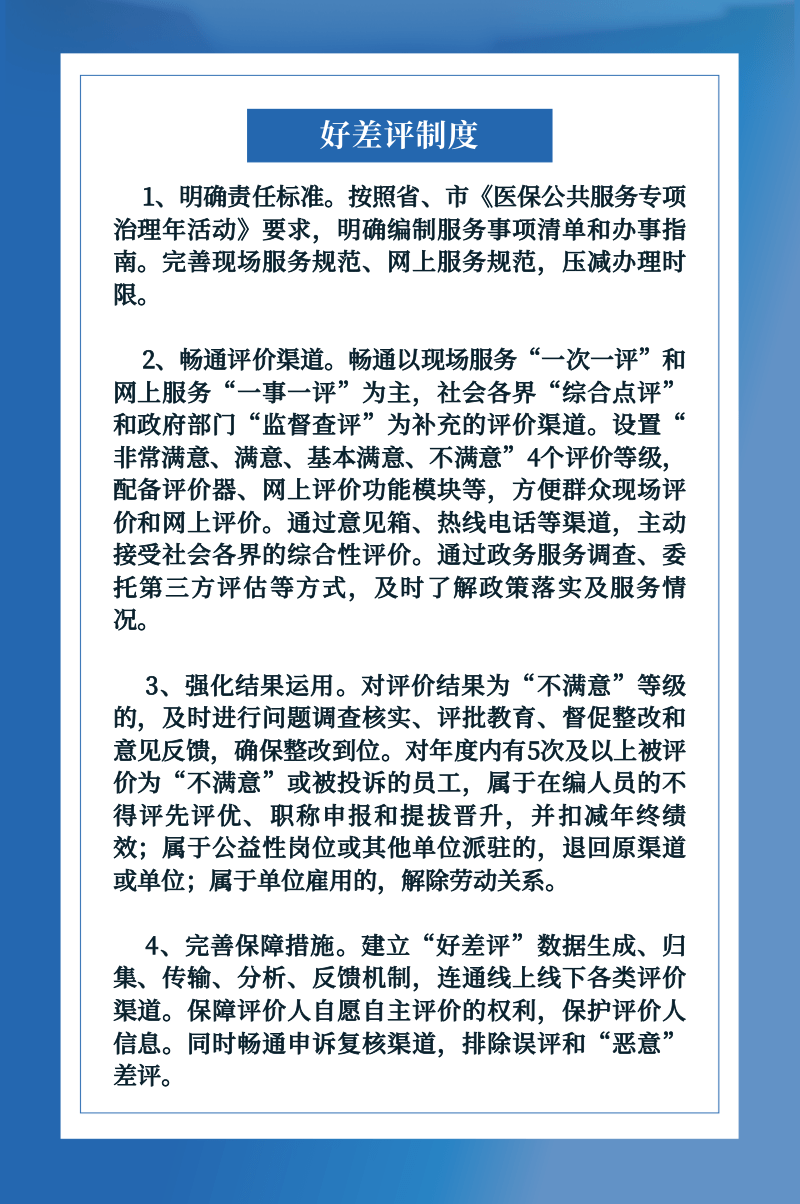 好差评制度
1、明确责任标准。按照省、市《医保公共服务专项
治理年活动》要求，明确编制服务事项清单和办事指
南。完善现场服务规范、网上服务规范，压减办理时
限。
2、畅通评价渠道。畅通以现场服务“一次一评”和
网上服务“一事一评”为主，社会各界“综合点评”
和政府部门“监督查评”为补充的评价渠道。设置“
非常满意、满意、基本满意、不满意”4个评价等级，
配备评价器、网上评价功能模块等，方便群众现场评
价和网上评价。通过意见箱、热线电话等渠道，主动
接受社会各界的综合性评价。通过政务服务调查、委
托第三方评估等方式，及时了解政策落实及服务情
况。
3、强化结果运用。对评价结果为“不满意”等级
的，及时进行问题调查核实、评批教育、督促整改和
意见反馈，确保整改到位。对年度内有5次及以上被评
价为“不满意”或被投诉的员工，属于在编人员的不
得评先评优、职称申报和提拔晋升，并扣减年终绩
效；属于公益性岗位或其他单位派驻的，退回原渠道
或单位；属于单位雇用的，解除劳动关系。
4、完善保障措施。建立“好差评”数据生成、归
集、传输、分析、反馈机制，连通线上线下各类评价
渠道。保障评价人自愿自主评价的权利，保护评价人
信息。同时畅通申诉复核渠道，排除误评和“恶意”
差评。